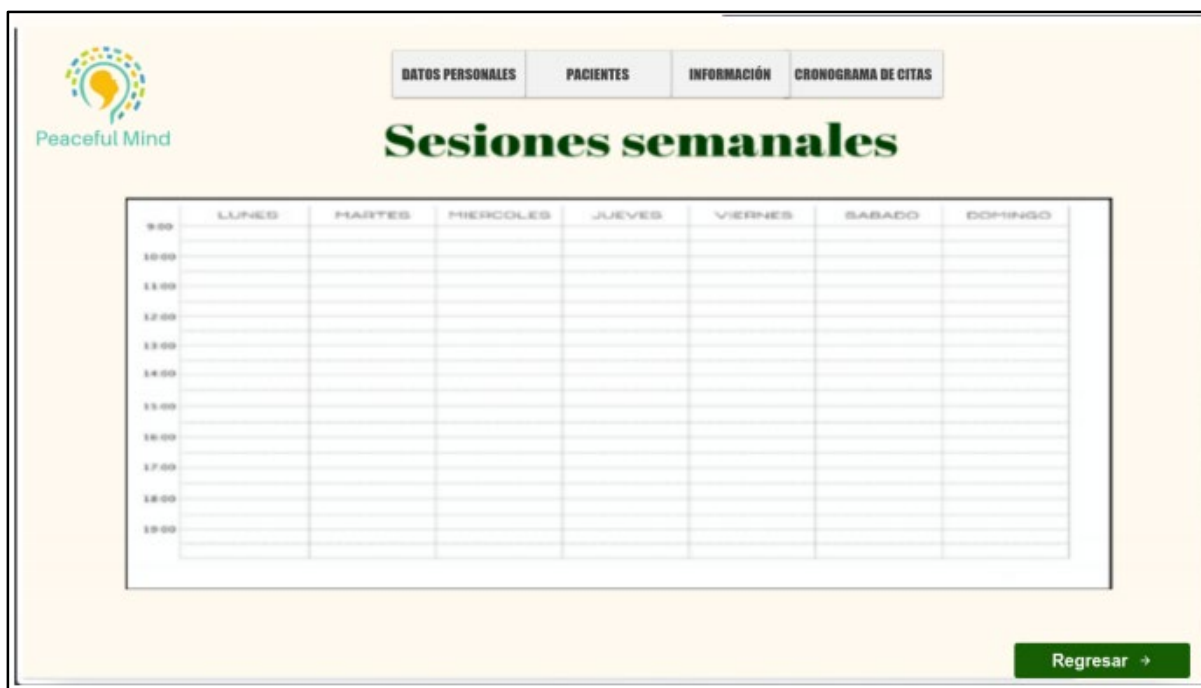 DATOS PERSONALES PACIENTES INFORMACIÓN CRONOGRAMA DE CITAS
Peaceful Mind
Sesiones semanales
LUNES MARTES MIERCOLES JUEVES VIERNES SABADO DOMINGO
9:00
10:00
11:00
12:00
13:00
14:00
15:00
16:00
17:00
18:00
19:00
Regresar →